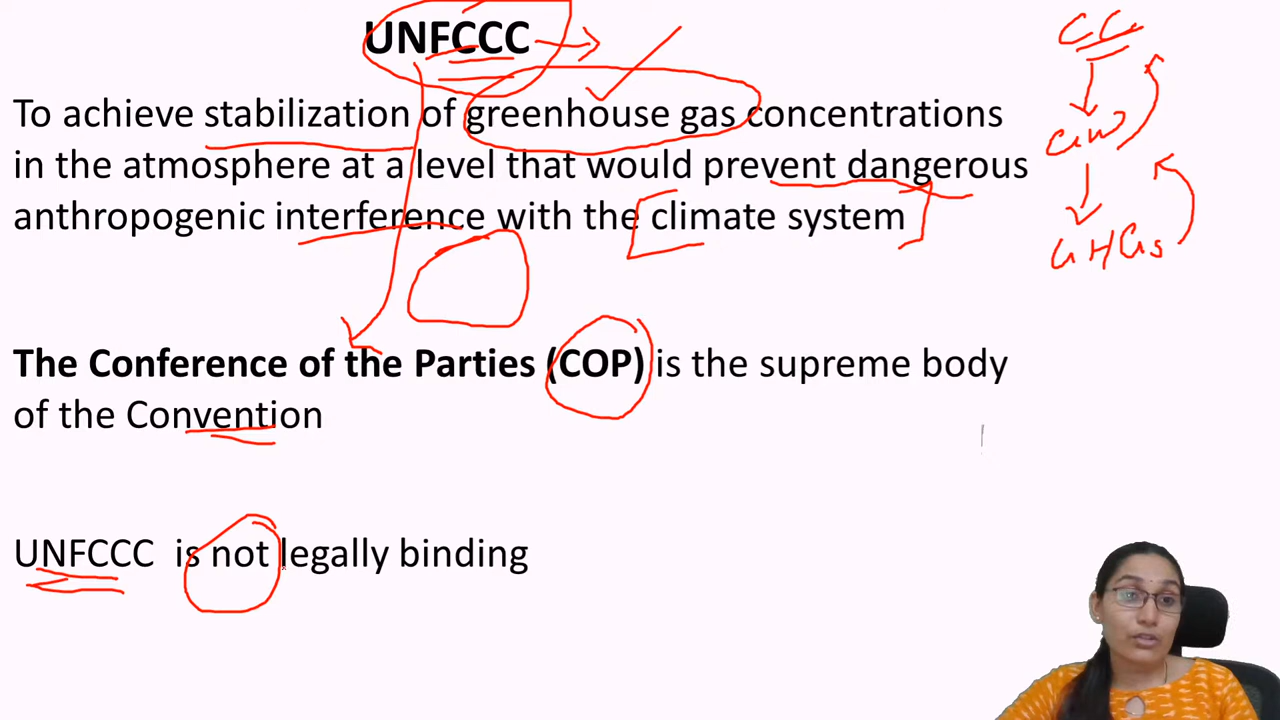 UNFCCC
CC
To achieve stabilization of greenhouse gas concentrations
GW
in the atmosphere at a level that would prevent dangerous
anthropogenic interference with the climate system
GHGs
The Conference of the Parties (COP) is the supreme body
of the Convention
UNFCCC is not legally binding